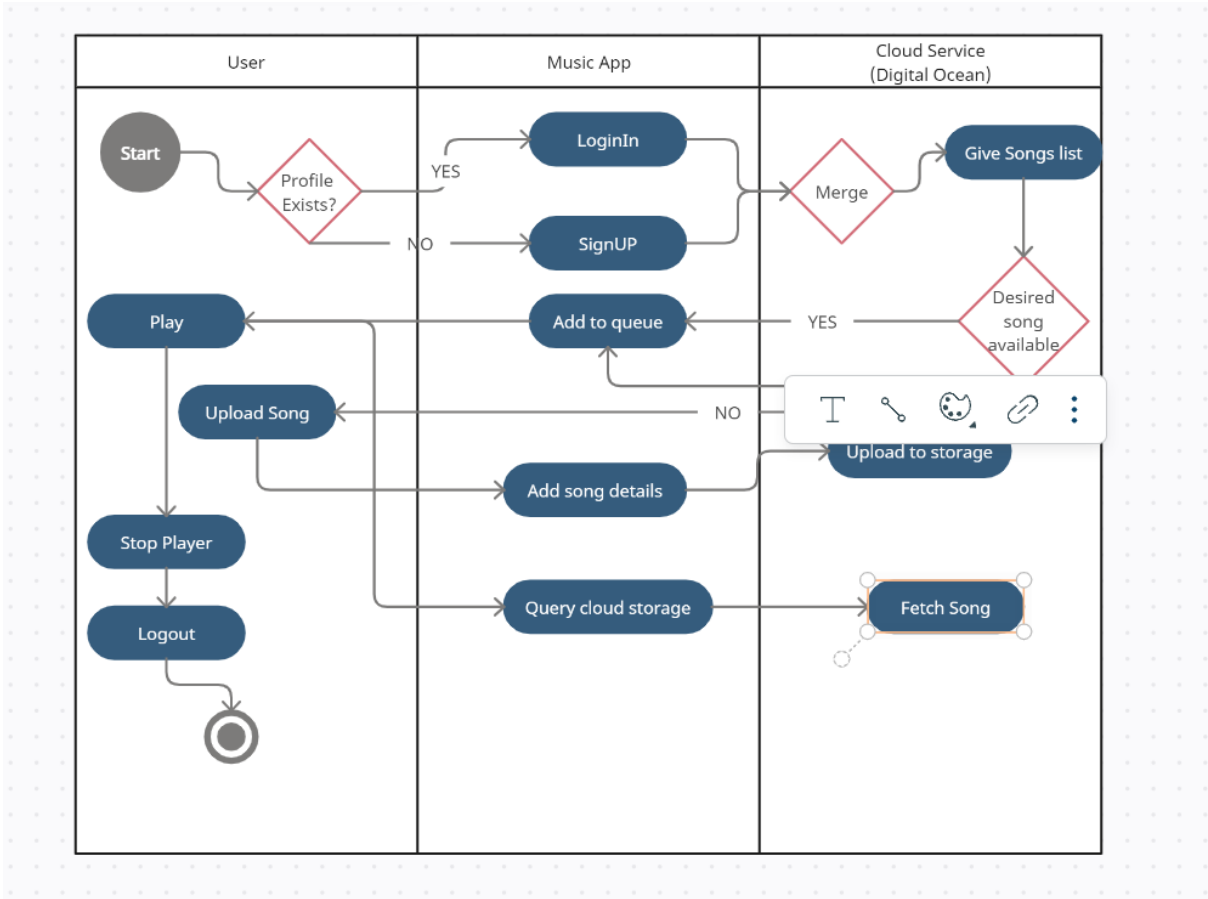 User
Music App
Cloud Service
(Digital Ocean)
Start
Profile
Exists?
YES
NO
LoginIn
SignUP
Merge
Give Songs list
Desired
song
available
YES
Add to queue
Play
Upload Song
NO
T
Upload to storage
Add song details
Stop Player
Query cloud storage
Fetch Song
Logout